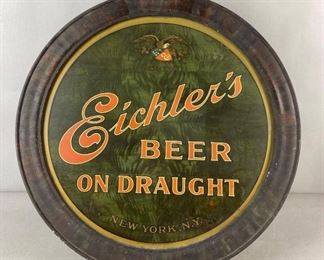 Eichler's
BEER
ON DRAUGHT
NEW YORK, N.Y.